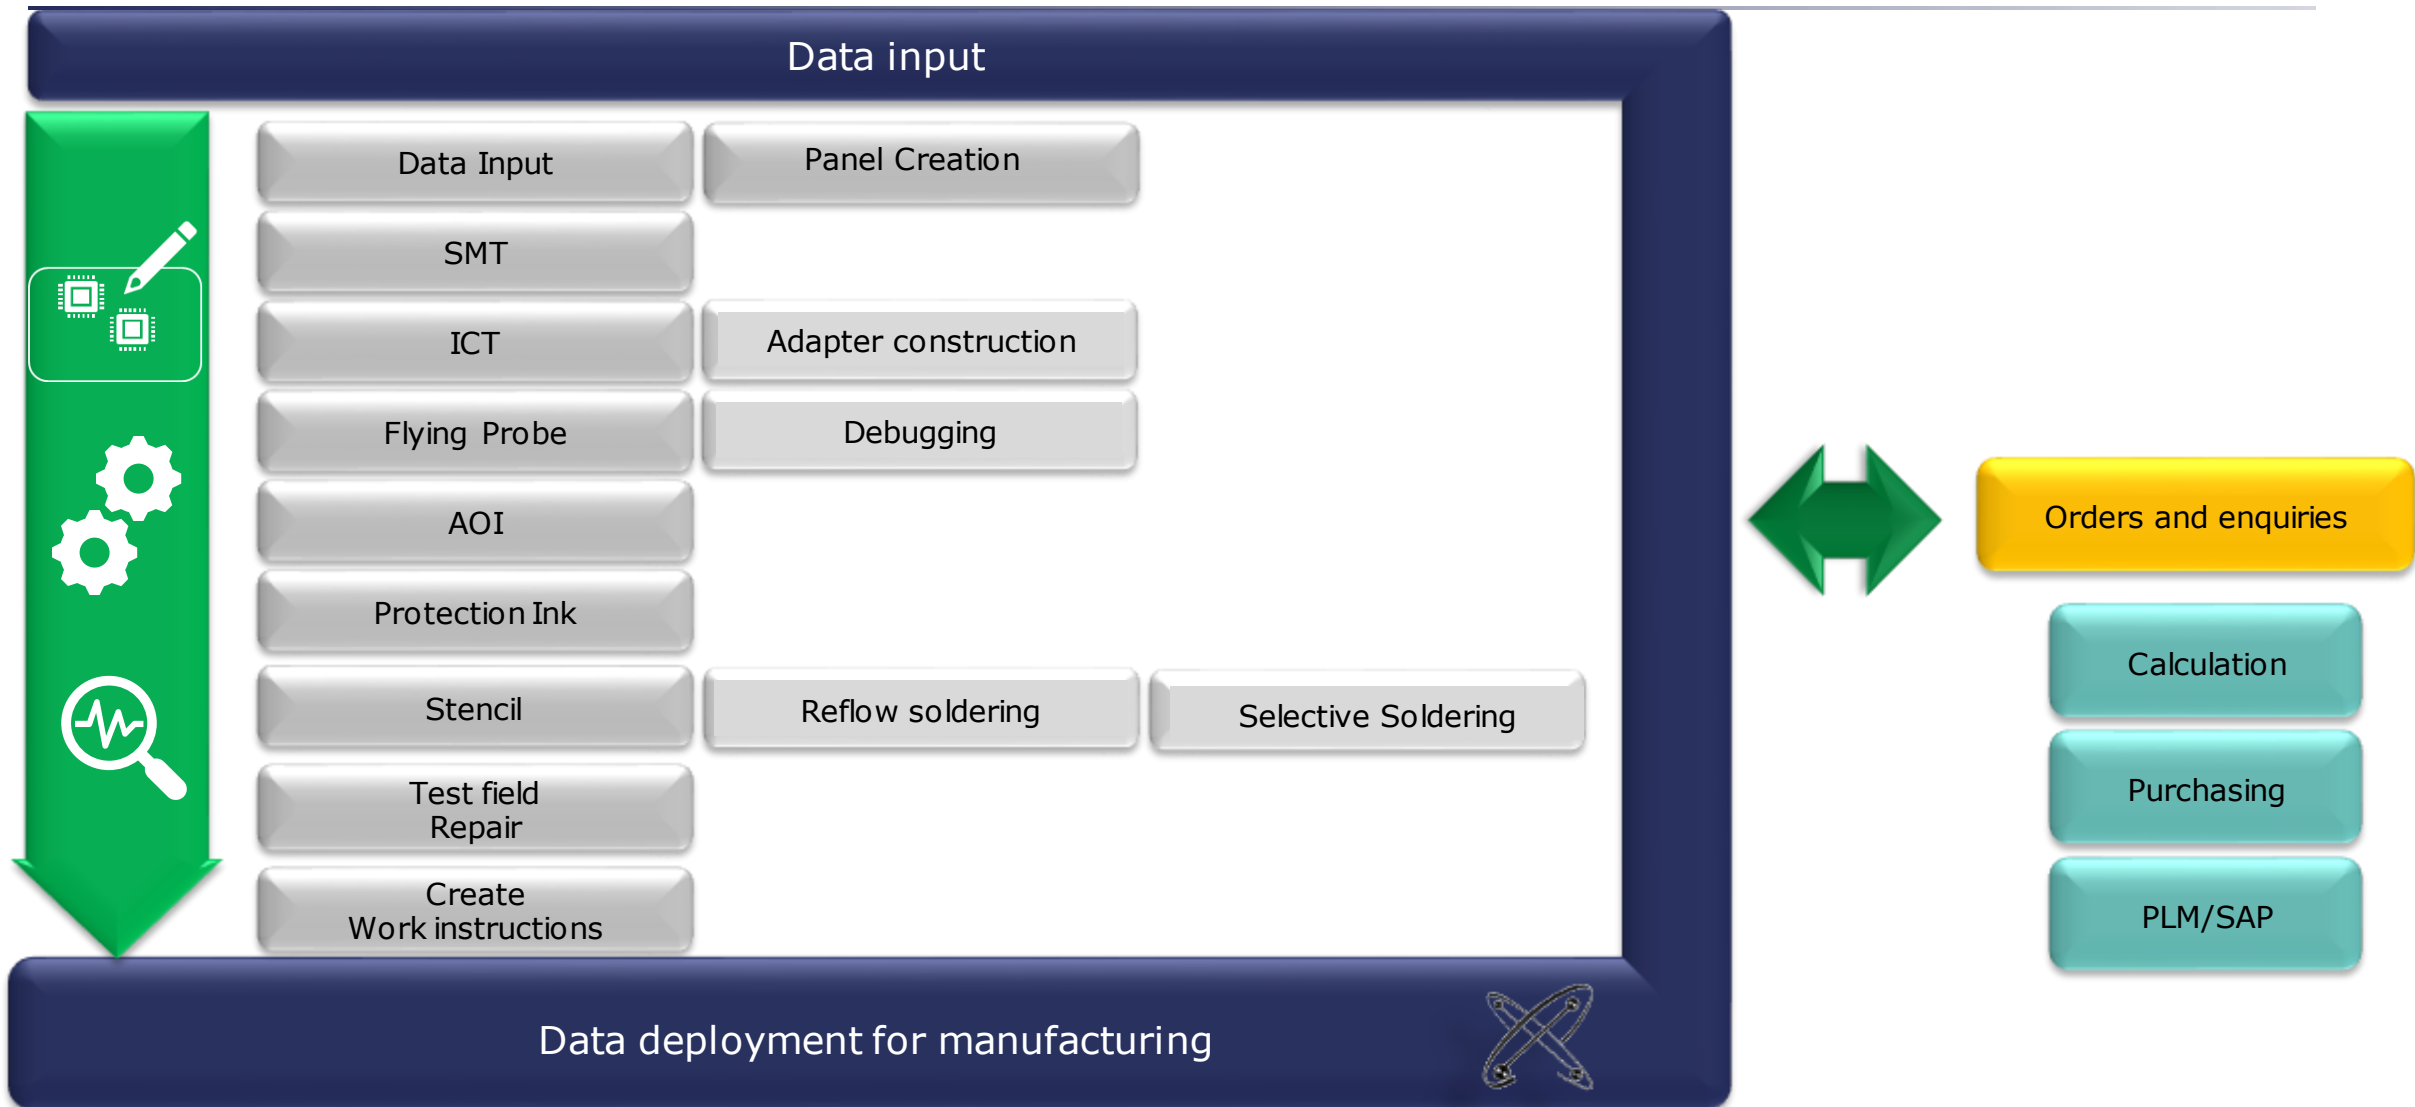 Data input
Data Input
Panel Creation
SMT
ICT
Adapter construction
Flying Probe
Debugging
AOI
Protection Ink
Stencil
Reflow soldering
Selective Soldering
Test field
Repair
Create
Work instructions
Data deployment for manufacturing
Orders and enquiries
Calculation
Purchasing
PLM/SAP